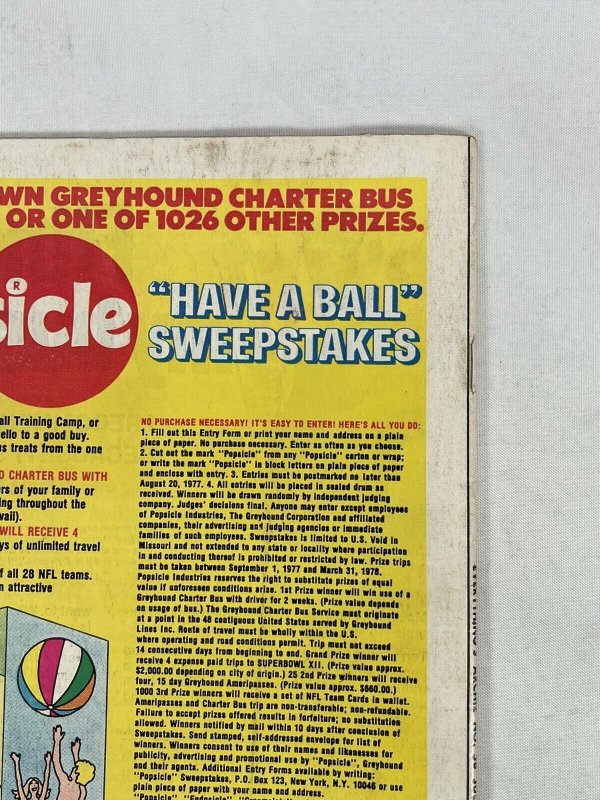 WN GREYHOUND CHARTER BUS
OR ONE OF 1026 OTHER PRIZES.
sicle
R
"HAVE A BALL"
SWEEPSTAKES
all Training Camp, or
ello to a good buy.
us treats from the one
D CHARTER BUS WITH
rs of your family or
ing throughout the
vail).
WILL RECEIVE 4
ys of unlimited travel
f all 28 NFL teams.
n attractive
NO PURCHASE NECESSARY! IT'S EASY TO ENTER! HERE'S ALL YOU DO:
1. Fill out this Entry Form or print your name and address on a plain
piece of paper. No purchase necessary. Enter as often as you choose.
2. Cut out the mark "Popsicle" from any "Popsicle" carton or wrap;
or write the mark "Popsicle" in block letters on plain piece of paper
and enclose with entry. 3. Entries must be postmarked no later than
August 20, 1977. 4. All entries will be placed in sealed drum as
received. Winners will be drawn randomly by independent judging
company. Judges' decisions final. Anyone may enter except employees
of Popsicle Industries, The Greyhound Corporation and affiliated
companies, their advertising and judging agencies or immediate
families of such employees. Sweepstakes is limited to U.S. Void in
Missouri and not extended to any state or locality where participation
in and conducting thereof is prohibited or restricted by law. Prize trips
must be taken between September 1, 1977 and March 31, 1978.
Popsicle Industries reserves the right to substitute prizes of equal
value if unforeseen conditions arise. 1st Prize winner will win use of a
Greyhound Charter Bus with driver for 2 weeks. (Prize value depends
on usage of bus.) The Greyhound Charter Bus Service must originate
at a point in the 48 contiguous United States served by Greyhound
Lines Inc. Route of travel must be wholly within the U.S.
where operating and road conditions permit. Trip must not exceed
14 consecutive days from beginning to end. Grand Prize winner will
receive 4 expense paid trips to SUPERBOWL XII. (Prize value approx.
$2,000.00 depending on city of origin.) 25 2nd Prize winners will receive
four, 15 day Greyhound Ameripasses. (Prize value approx. $660.00.)
1000 3rd Prize winners will receive a set of NFL Team Cards in wallet.
Ameripasses and Charter Bus trip are non-transferable; non-refundable.
Failure to accept prizes offered results in forfeiture; no substitution
allowed. Winners notified by mail within 10 days after conclusion of
Sweepstakes. Send stamped, self-addressed envelope for list of
winners. Winners consent to use of their names and likenesses for
publicity, advertising and promotional use by "Popsicle", Greyhound
and their agents. Additional Entry Forms available by writing:
"Popsicle" Sweepstakes, P.O. Box 123, New York, N.Y. 10046 or use
plain piece of paper with your name and address.
"Popsicle"